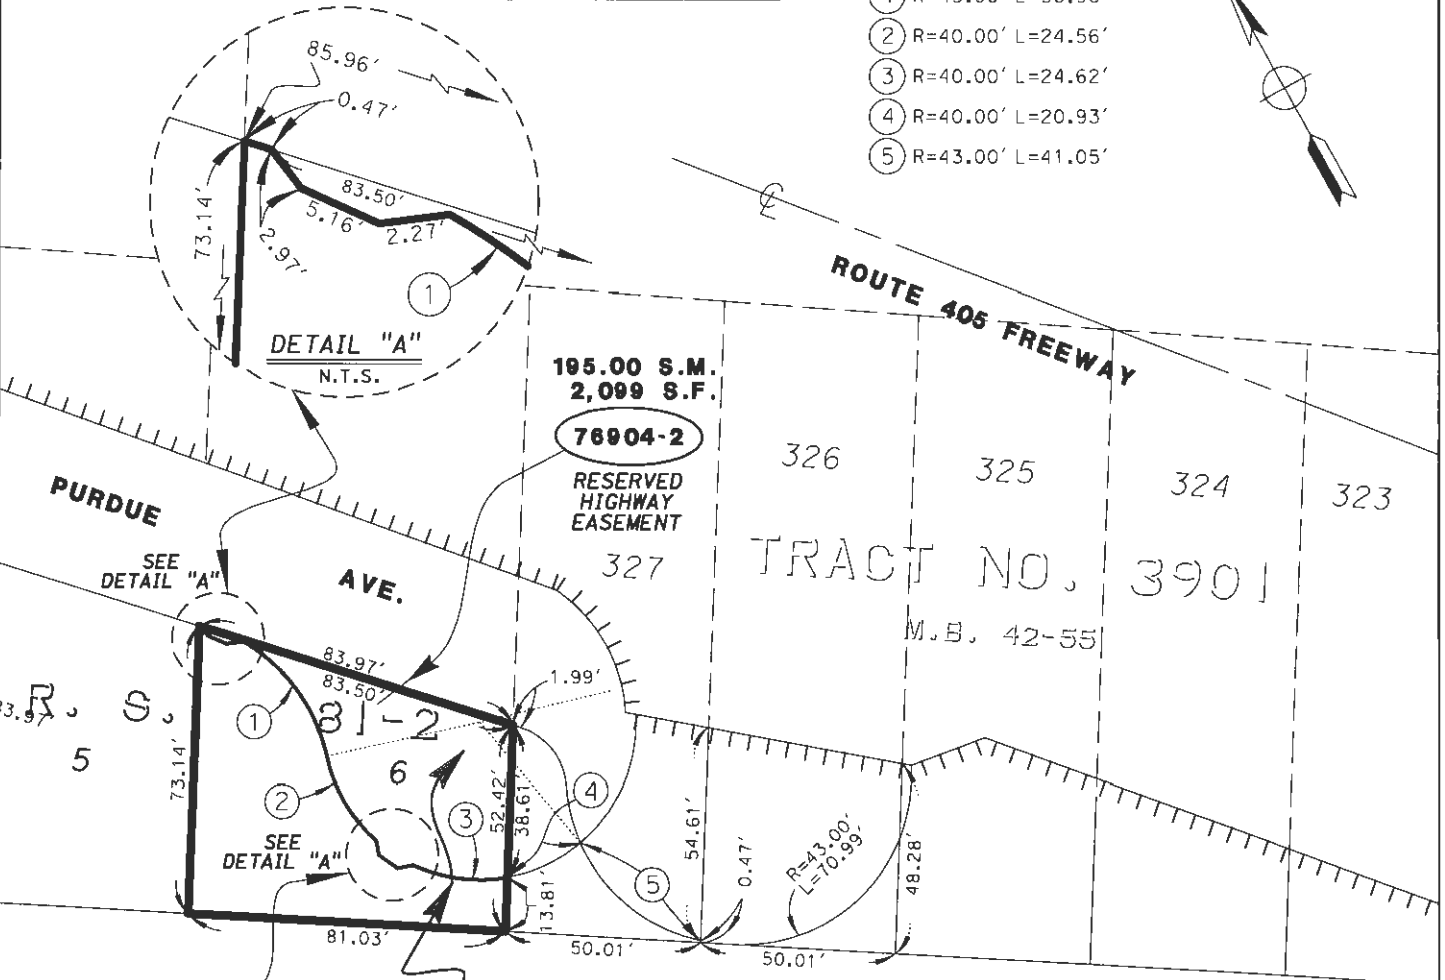 ② R=40.00' L=24.56'
③ R=40.00' L=24.62'
④ R=40.00' L=20.93'
⑤ R=43.00' L=41.05'
85.96'
0.47'
83.50'
73.14'
5.16'
2.27'
2.97'
①
DETAIL "A"
N.T.S.
℄
ROUTE 405 FREEWAY
195.00 S.M.
2,099 S.F.
76904-2
RESERVED
HIGHWAY
EASEMENT
327
326
325
324
323
TRACT NO. 3901
M.B. 42-55
PURDUE AVE.
SEE
DETAIL "A"
83.97'
83.50'
1.99'
R. S. 81-2
5
6
①
②
③
④
⑤
73.14'
52.42'
38.61'
SEE
DETAIL "A"
13.81'
81.03'
50.01'
50.01'
54.61'
0.47'
R=43.00'
L=70.99'
48.28'